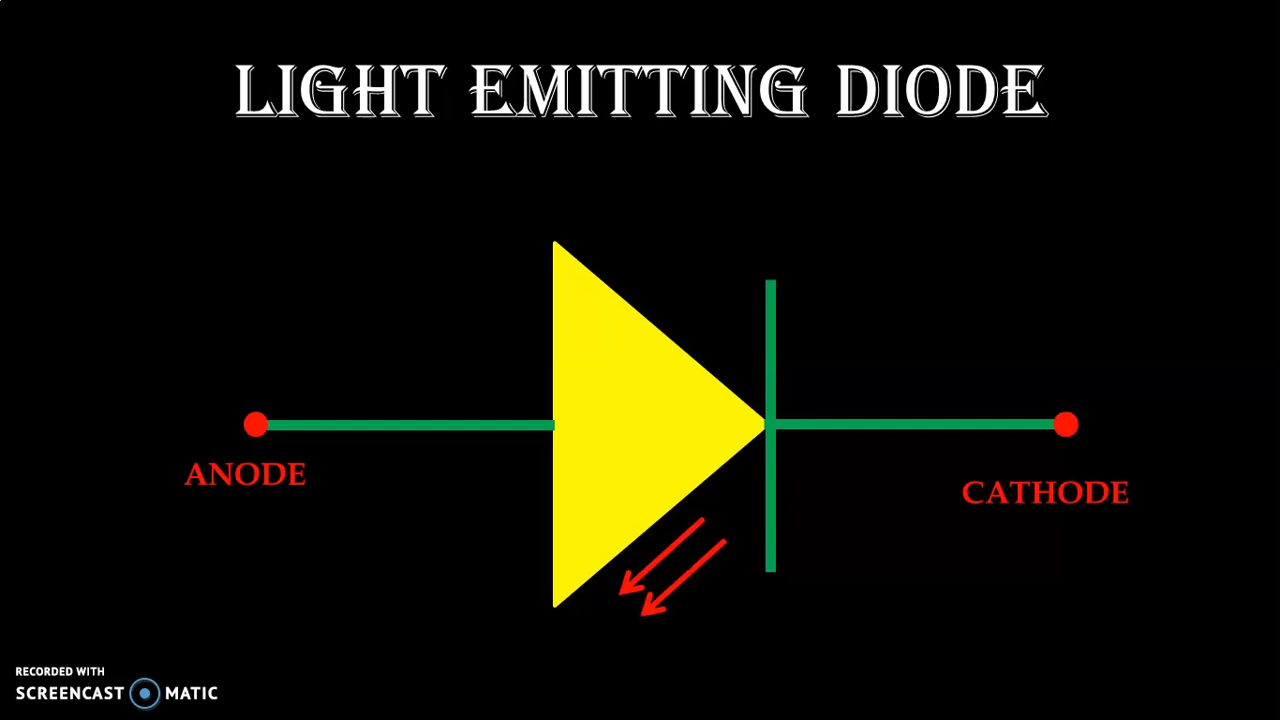 LIGHT EMITTING DIODE
ANODE
CATHODE
RECORDED WITH
SCREENCAST MATIC